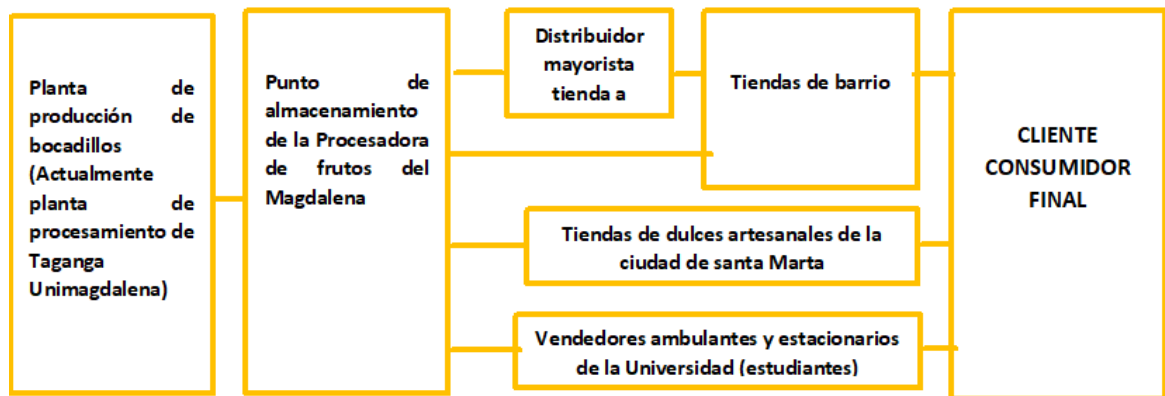 Planta de
producción de
bocadillos
(Actualmente
planta de
procesamiento de
Taganga
Unimagdalena)
Punto de
almacenamiento
de la Procesadora
de frutos del
Magdalena
Distribuidor
mayorista
tienda a
Tiendas de barrio
Tiendas de dulces artesanales de la
ciudad de santa Marta
Vendedores ambulantes y estacionarios
de la Universidad (estudiantes)
CLIENTE
CONSUMIDOR
FINAL